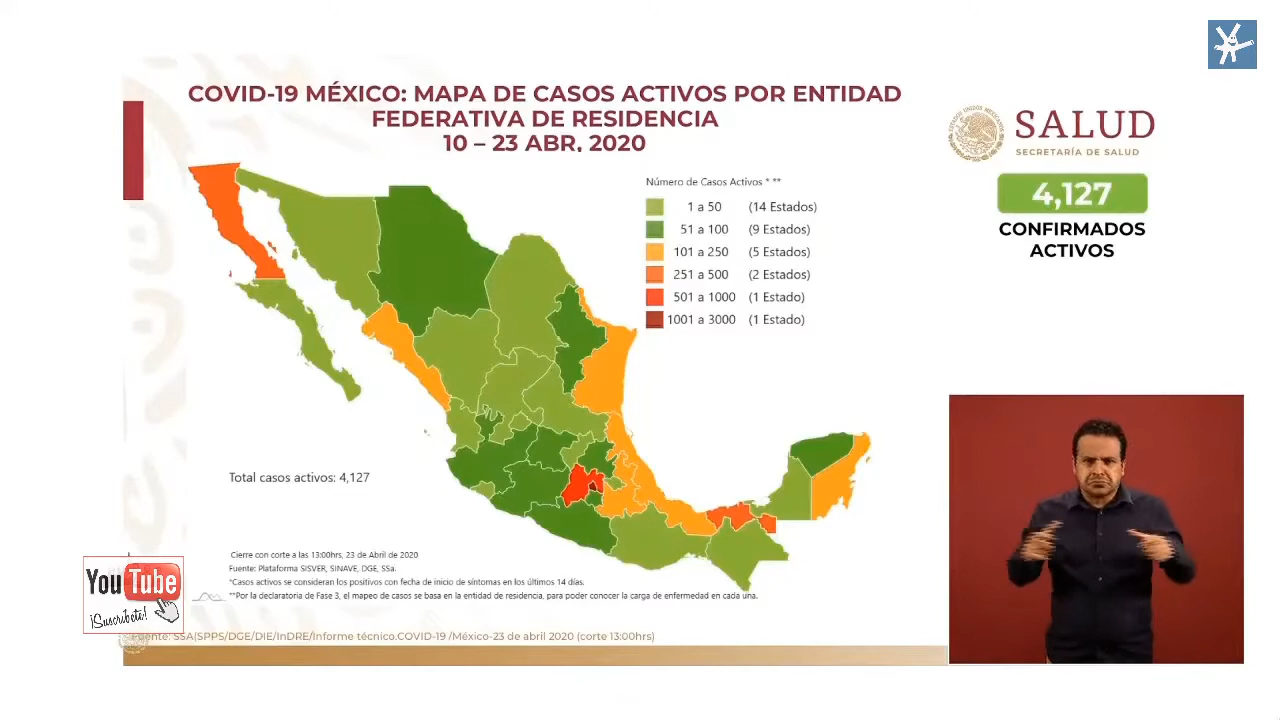 COVID-19 MÉXICO: MAPA DE CASOS ACTIVOS POR ENTIDAD
FEDERATIVA DE RESIDENCIA
10 – 23 ABR, 2020
SALUD
SECRETARÍA DE SALUD
4,127
CONFIRMADOS
ACTIVOS
Número de Casos Activos * **
1 a 50 (14 Estados)
51 a 100 (9 Estados)
101 a 250 (5 Estados)
251 a 500 (2 Estados)
501 a 1000 (1 Estado)
1001 a 3000 (1 Estado)
Total casos activos: 4,127
Cierre con corte a las 13:00hrs, 23 de Abril de 2020
Fuente: Plataforma SISVER, SINAVE, DGE, SSa.
*Casos activos se consideran los positivos con fecha de inicio de síntomas en los últimos 14 días.
**Por la declaratoria de Fase 3, el mapeo de casos se basa en la entidad de residencia, para poder conocer la carga de enfermedad en cada una.
YouTube
¡Suscríbete!
Fuente: SSA(SPPS/DGE/DIE/InDRE/Informe técnico.COVID-19 /México-23 de abril 2020 (corte 13:00hrs)